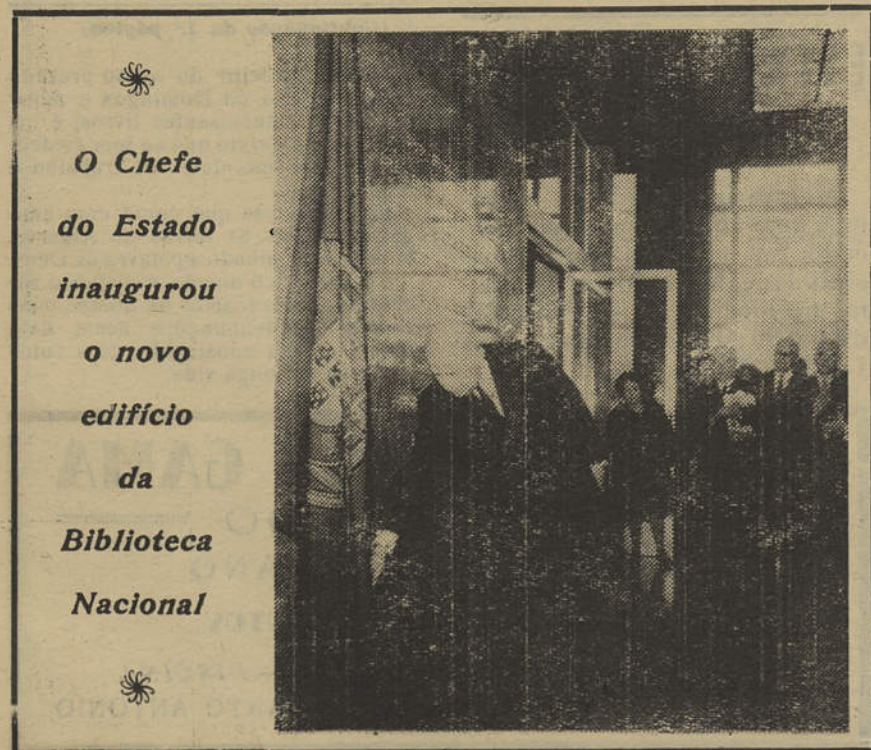 O Chefe
do Estado
inaugurou
o novo
edifício
da
Biblioteca
Nacional